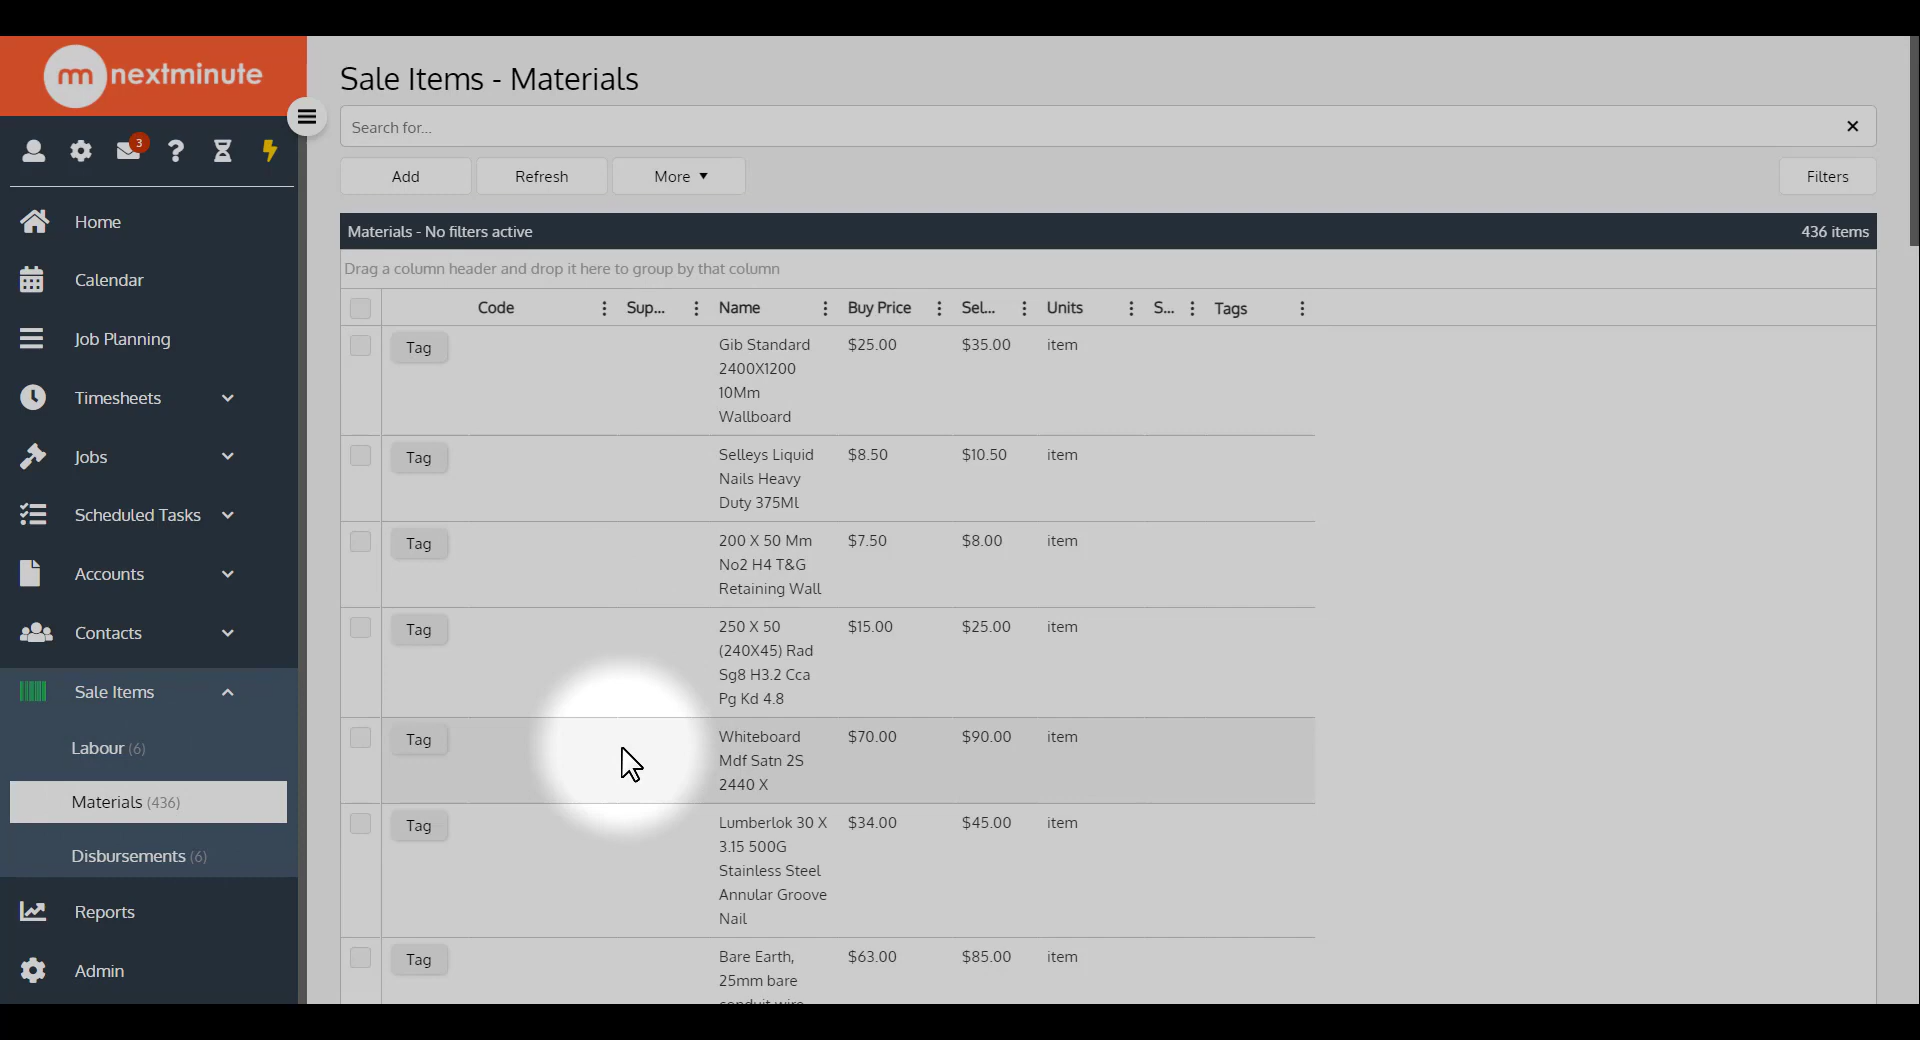 nextminute
3
Home
Calendar
Job Planning
Timesheets
Jobs
Scheduled Tasks
Accounts
Contacts
Sale Items
Labour (6)
Materials (436)
Disbursements (6)
Reports
Admin
Sale Items - Materials
Search for...
Add Refresh More Filters
Materials - No filters active 436 items
Drag a column header and drop it here to group by that column
Code Sup... Name Buy Price Sel... Units S... Tags
Tag Gib Standard $25.00 $35.00 item
2400X1200
10Mm
Wallboard
Tag Selleys Liquid $8.50 $10.50 item
Nails Heavy
Duty 375Ml
Tag 200 X 50 Mm $7.50 $8.00 item
No2 H4 T&G
Retaining Wall
Tag 250 X 50 $15.00 $25.00 item
(240X45) Rad
Sg8 H3.2 Cca
Pg Kd 4.8
Tag Whiteboard $70.00 $90.00 item
Mdf Satn 2S
2440 X
Tag Lumberlok 30 X $34.00 $45.00 item
3.15 500G
Stainless Steel
Annular Groove
Nail
Tag Bare Earth, $63.00 $85.00 item
25mm bare
conduit wire